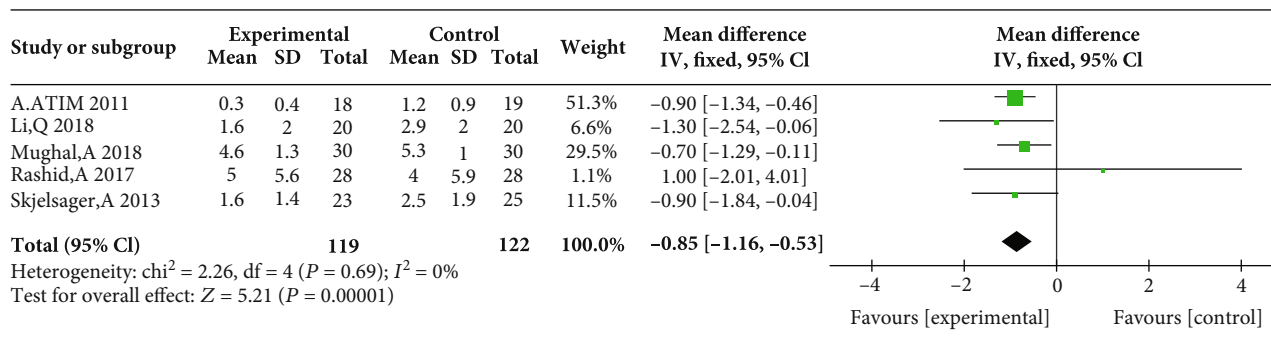 Study or subgroup Experimental Control Weight Mean difference Mean difference
Mean SD Total Mean SD Total IV, fixed, 95% Cl IV, fixed, 95% Cl
A.ATIM 2011 0.3 0.4 18 1.2 0.9 19 51.3% –0.90 [–1.34, –0.46]
Li,Q 2018 1.6 2 20 2.9 2 20 6.6% –1.30 [–2.54, –0.06]
Mughal,A 2018 4.6 1.3 30 5.3 1 30 29.5% –0.70 [–1.29, –0.11]
Rashid,A 2017 5 5.6 28 4 5.9 28 1.1% 1.00 [–2.01, 4.01]
Skjelsager,A 2013 1.6 1.4 23 2.5 1.9 25 11.5% –0.90 [–1.84, –0.04]
Total (95% Cl) 119 122 100.0% –0.85 [–1.16, –0.53]
Heterogeneity: chi² = 2.26, df = 4 (P = 0.69); I² = 0%
Test for overall effect: Z = 5.21 (P = 0.00001)
–4 –2 0 2 4
Favours [experimental] Favours [control]